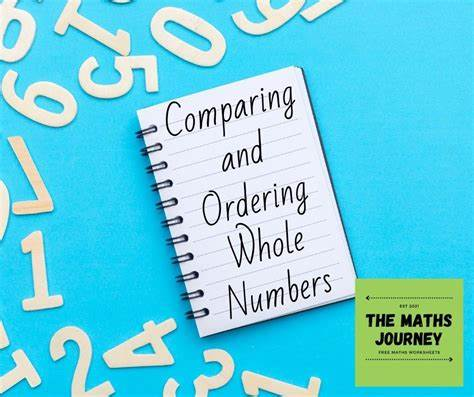 Comparing
and
Ordering
Whole
Numbers
EST 2021
THE MATHS
JOURNEY
FREE MATHS WORKSHEETS